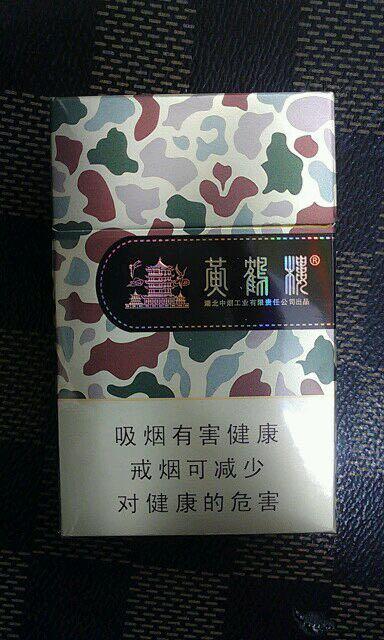 黄鹤楼®
湖北中烟工业有限责任公司出品
吸烟有害健康
戒烟可减少
对健康的危害